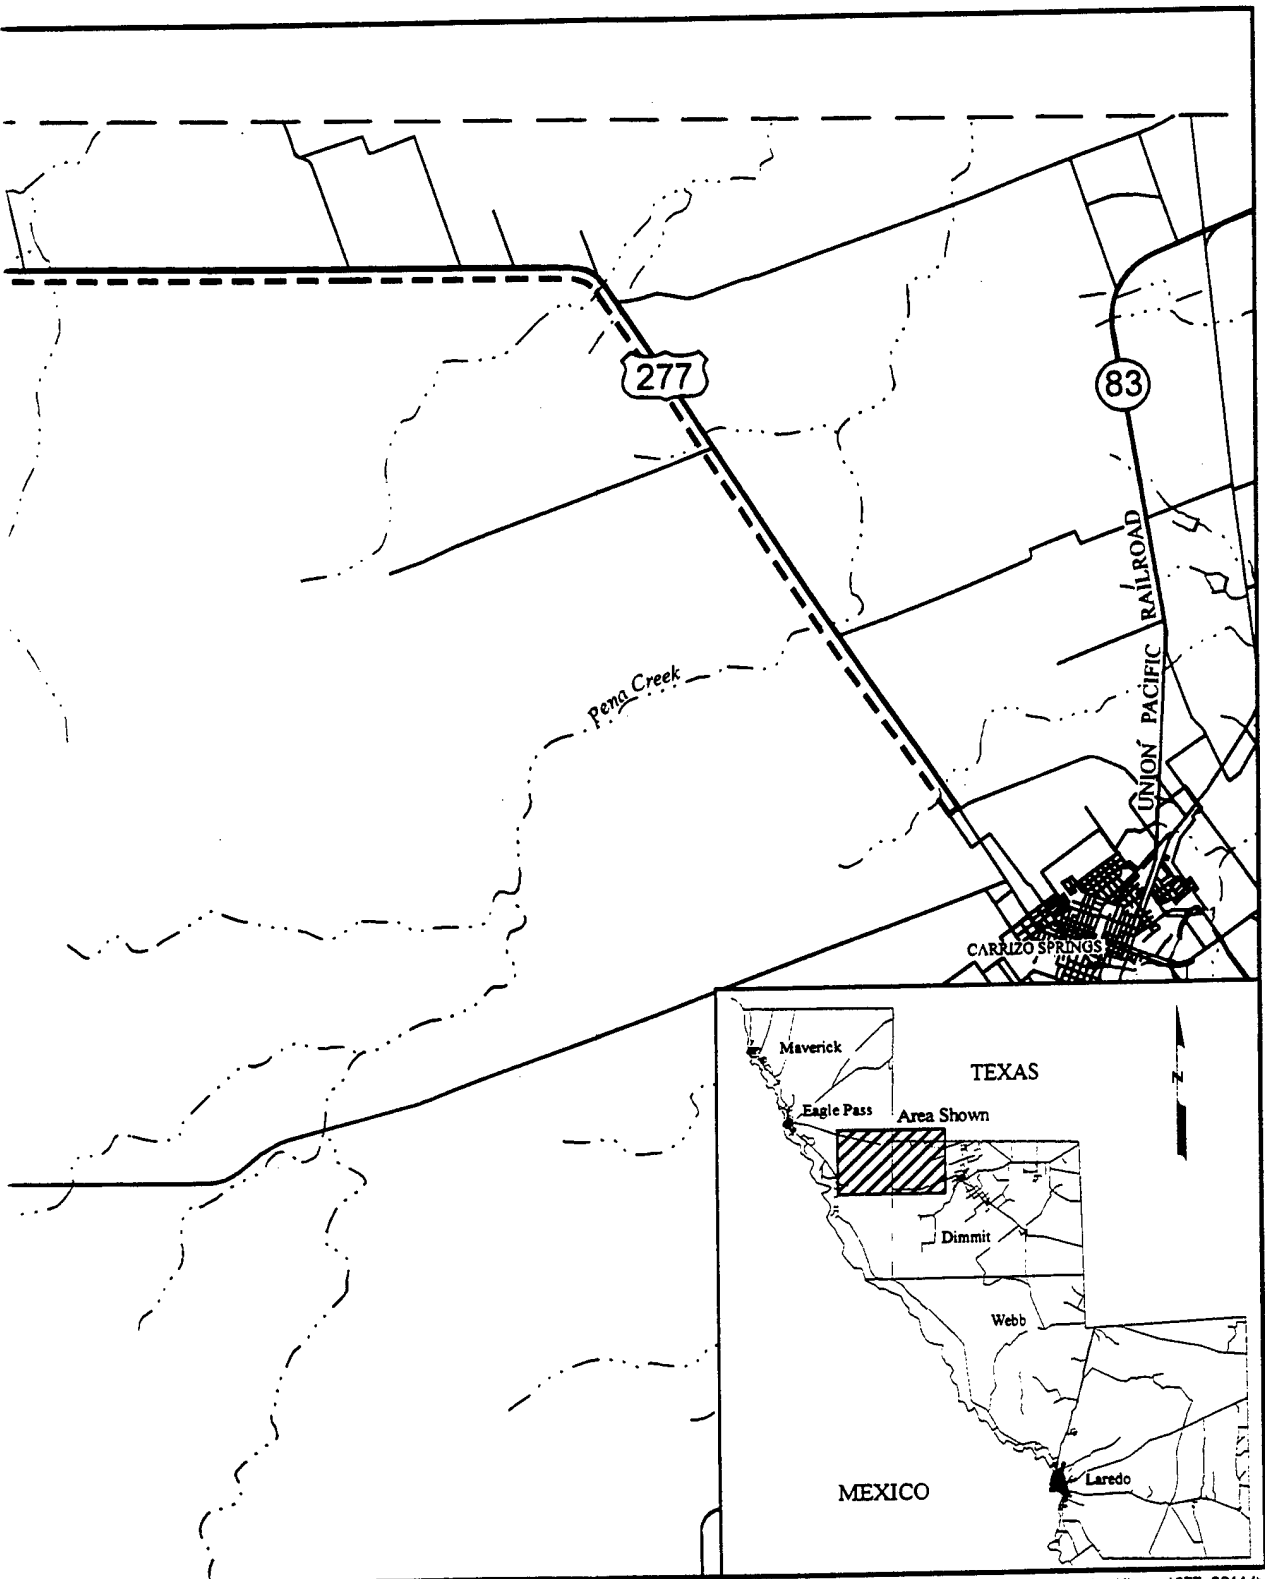 277
83
UNION PACIFIC RAILROAD
Pena Creek
CARRIZO SPRINGS
Maverick
TEXAS
Eagle Pass
Area Shown
N
Dimmit
Webb
MEXICO
Laredo